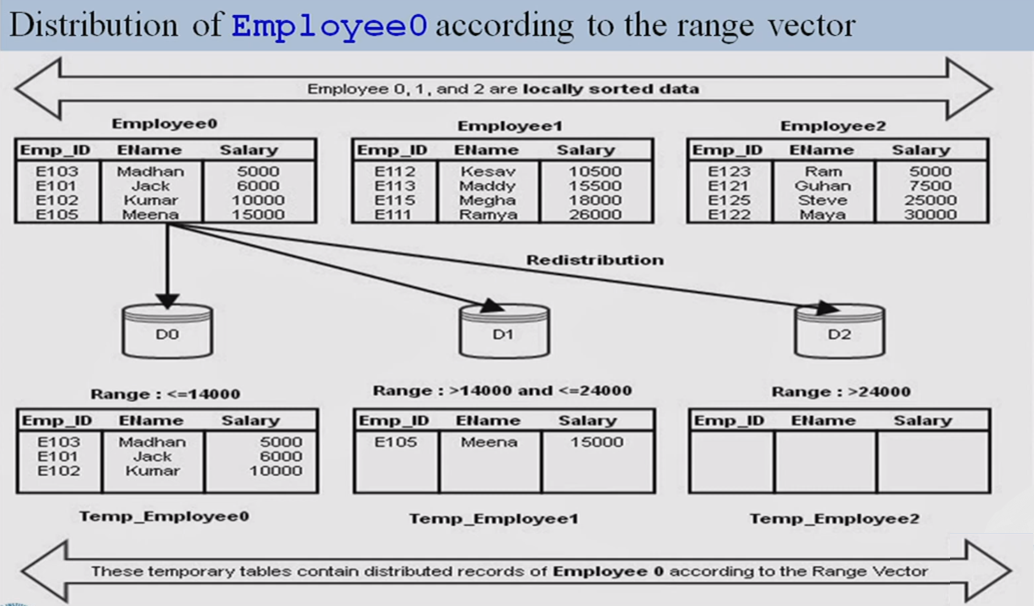 Distribution of Employee0 according to the range vector
Employee 0, 1, and 2 are locally sorted data
Employee0
Emp_ID EName Salary
E103 Madhan 5000
E101 Jack 6000
E102 Kumar 10000
E105 Meena 15000
Employee1
Emp_ID EName Salary
E112 Kesav 10500
E113 Maddy 15500
E115 Megha 18000
E111 Ramya 26000
Employee2
Emp_ID EName Salary
E123 Ram 5000
E121 Guhan 7500
E125 Steve 25000
E122 Maya 30000
Redistribution
D0
D1
D2
Range : <=14000
Emp_ID EName Salary
E103 Madhan 5000
E101 Jack 6000
E102 Kumar 10000
Temp_Employee0
Range : >14000 and <=24000
Emp_ID EName Salary
E105 Meena 15000
Temp_Employee1
Range : >24000
Emp_ID EName Salary
Temp_Employee2
These temporary tables contain distributed records of Employee 0 according to the Range Vector